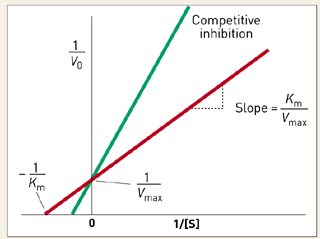 Competitive
inhibition
1
V0
Slope = Km
Vmax
- 1
Km
1
Vmax
0
1/[S]